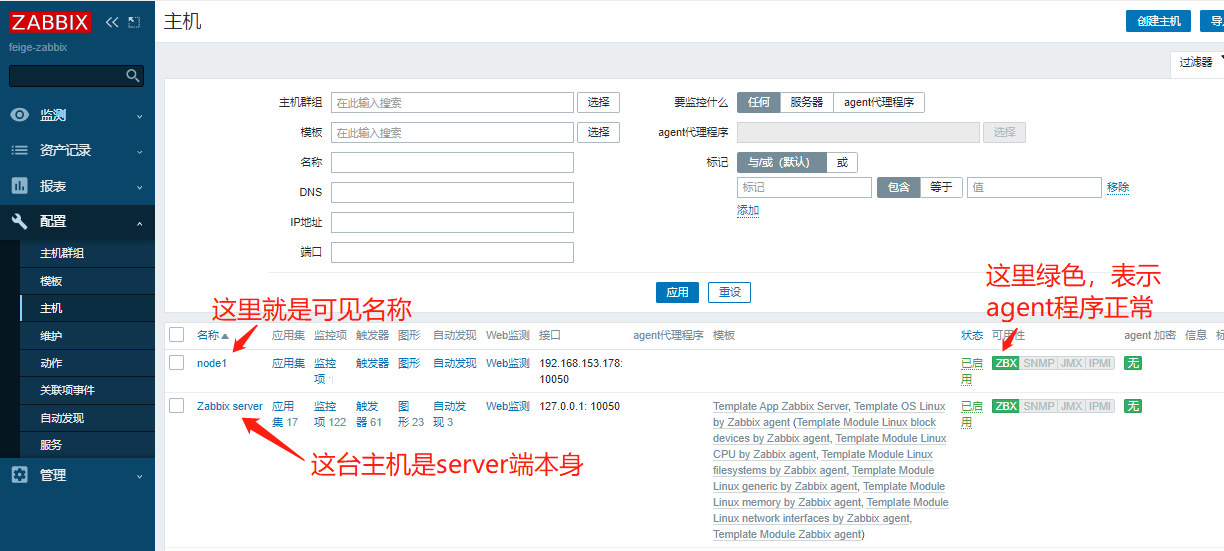 ZABBIX
feige-zabbix
监测
资产记录
报表
配置
主机群组
模板
主机
维护
动作
关联项事件
自动发现
服务
管理
主机
创建主机
过滤器
主机群组 在此输入搜索 选择
模板 在此输入搜索 选择
名称
DNS
IP地址
端口
要监控什么 任何 服务器 agent代理程序
agent代理程序 选择
标记 与/或（默认） 或
标记 包含 等于 值 移除
添加
应用 重设
这里就是可见名称
这里绿色，表示
agent程序正常
名称 应用集 监控项 触发器 图形 自动发现 Web监测 接口 agent代理程序 模板 状态 可用性 agent 加密 信息
node1 应用集 监控 触发器 图形 自动发现 Web监测 192.168.153.178: 已启 ZBX SNMP JMX IPMI 无
项 10050 用
Zabbix server 应用 监控 触发 图 自动发 Web监测 127.0.0.1: 10050 Template App Zabbix Server, Template OS Linux 已启 ZBX SNMP JMX IPMI 无
集 17 项 122 器 61 形 23 现 3 by Zabbix agent (Template Module Linux block 用
devices by Zabbix agent, Template Module
Linux CPU by Zabbix agent, Template Module Linux
filesystems by Zabbix agent, Template Module
Linux generic by Zabbix agent, Template Module
Linux memory by Zabbix agent, Template Module
Linux network interfaces by Zabbix agent,
Template Module Zabbix agent)
这台主机是server端本身